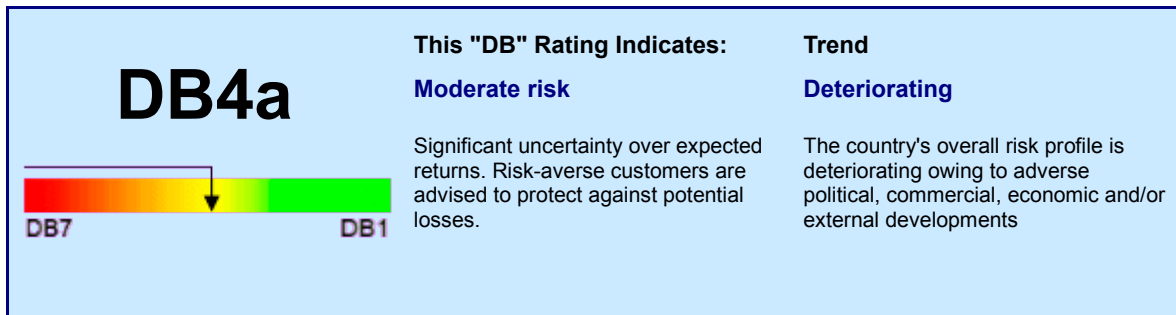 DB4a
DB7
DB1
This "DB" Rating Indicates:
Moderate risk
Significant uncertainty over expected
returns. Risk-averse customers are
advised to protect against potential
losses.
Trend
Deteriorating
The country's overall risk profile is
deteriorating owing to adverse
political, commercial, economic and/or
external developments